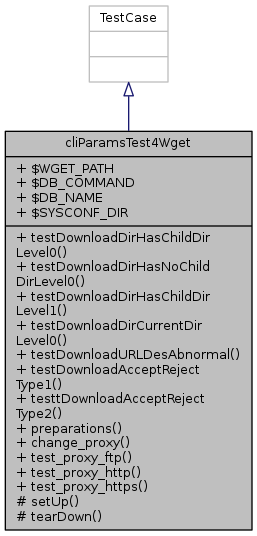 TestCase
cliParamsTest4Wget
+ $WGET_PATH
+ $DB_COMMAND
+ $DB_NAME
+ $SYSCONF_DIR
+ testDownloadDirHasChildDir
Level0()
+ testDownloadDirHasNoChild
DirLevel0()
+ testDownloadDirHasChildDir
Level1()
+ testDownloadDirCurrentDir
Level0()
+ testDownloadURLDesAbnormal()
+ testDownloadAcceptReject
Type1()
+ testtDownloadAcceptReject
Type2()
+ preparations()
+ change_proxy()
+ test_proxy_ftp()
+ test_proxy_http()
+ test_proxy_https()
# setUp()
# tearDown()